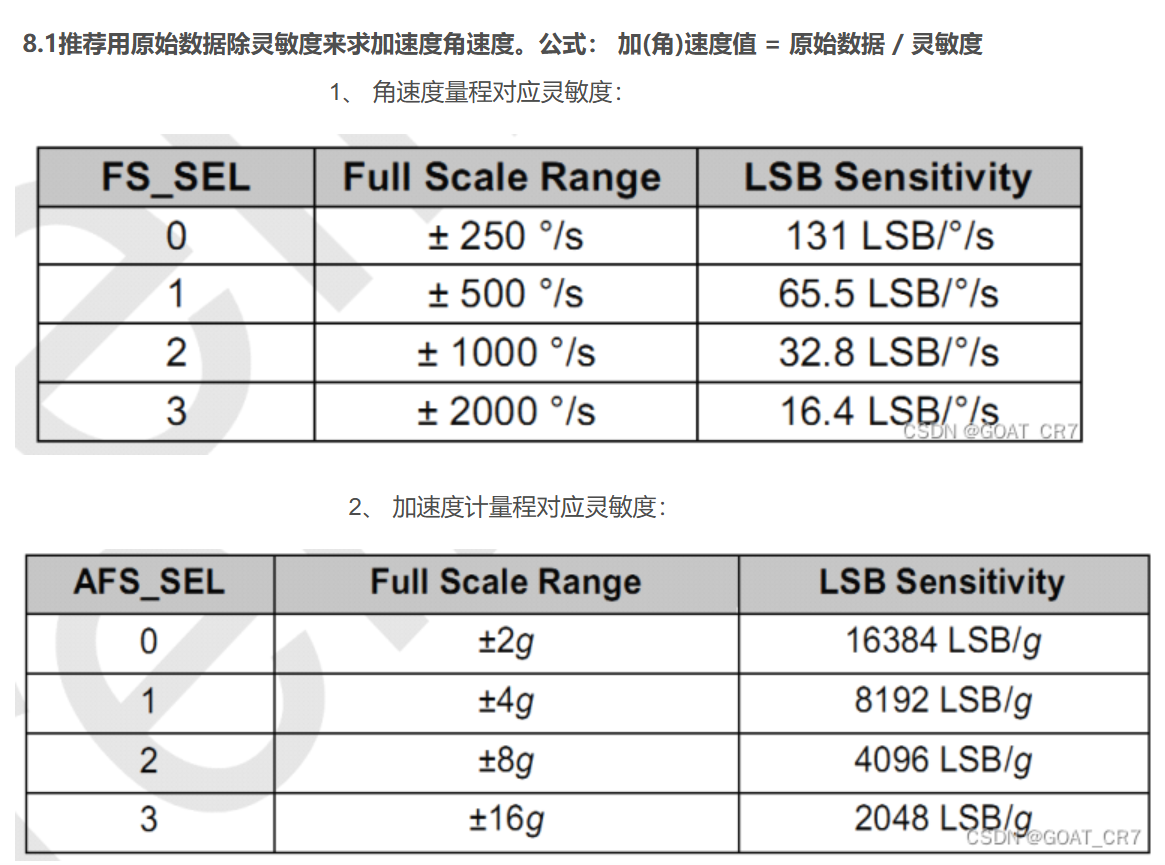 8.1推荐用原始数据除灵敏度来求加速度角速度。公式： 加(角)速度值 = 原始数据 / 灵敏度
1、 角速度量程对应灵敏度：
FS_SEL Full Scale Range LSB Sensitivity
0 ± 250 °/s 131 LSB/°/s
1 ± 500 °/s 65.5 LSB/°/s
2 ± 1000 °/s 32.8 LSB/°/s
3 ± 2000 °/s 16.4 LSB/°/s
CSDN @GOAT_CR7
2、 加速度计量程对应灵敏度：
AFS_SEL Full Scale Range LSB Sensitivity
0 ±2g 16384 LSB/g
1 ±4g 8192 LSB/g
2 ±8g 4096 LSB/g
3 ±16g 2048 LSB/g
CSDN @GOAT_CR7